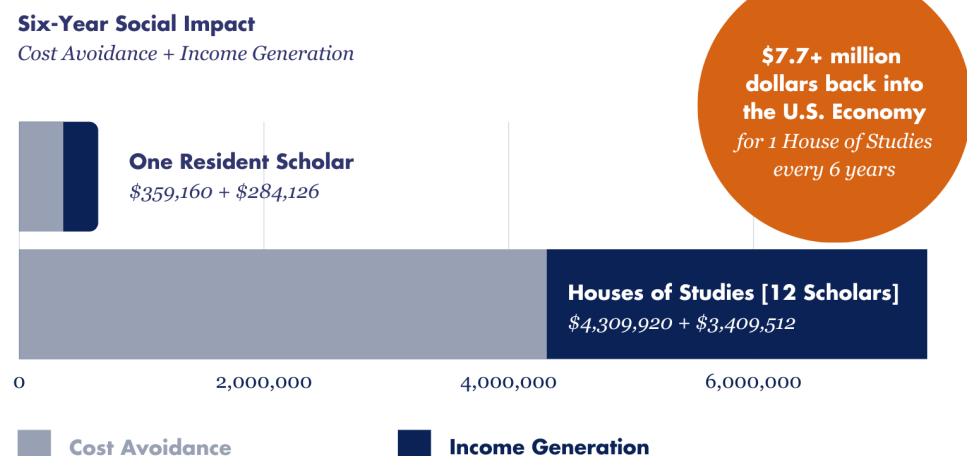 Six-Year Social Impact
Cost Avoidance + Income Generation
$7.7+ million
dollars back into
the U.S. Economy
for 1 House of Studies
every 6 years
One Resident Scholar
$359,160 + $284,126
Houses of Studies [12 Scholars]
$4,309,920 + $3,409,512
0
2,000,000
4,000,000
6,000,000
Cost Avoidance
Income Generation